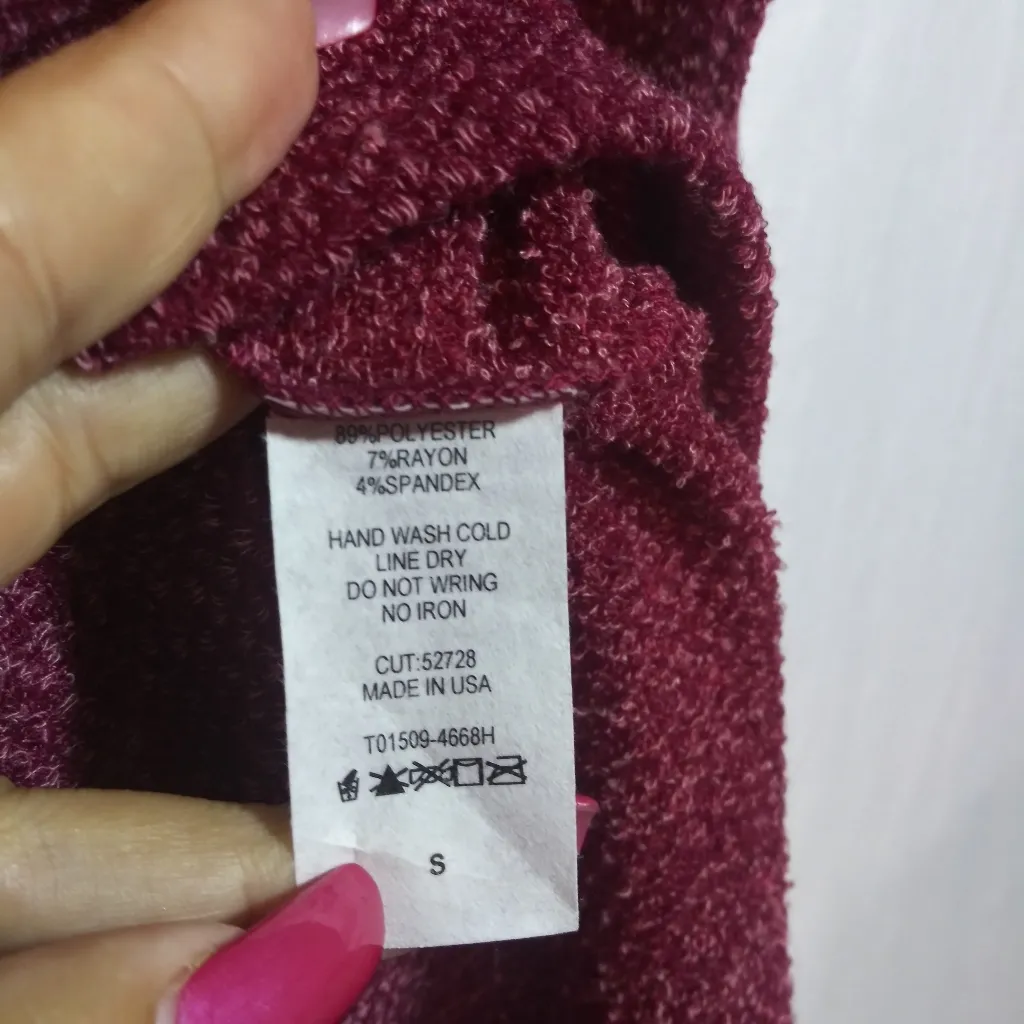 89%POLYESTER
7%RAYON
4%SPANDEX
HAND WASH COLD
LINE DRY
DO NOT WRING
NO IRON
CUT:52728
MADE IN USA
T01509-4668H
S